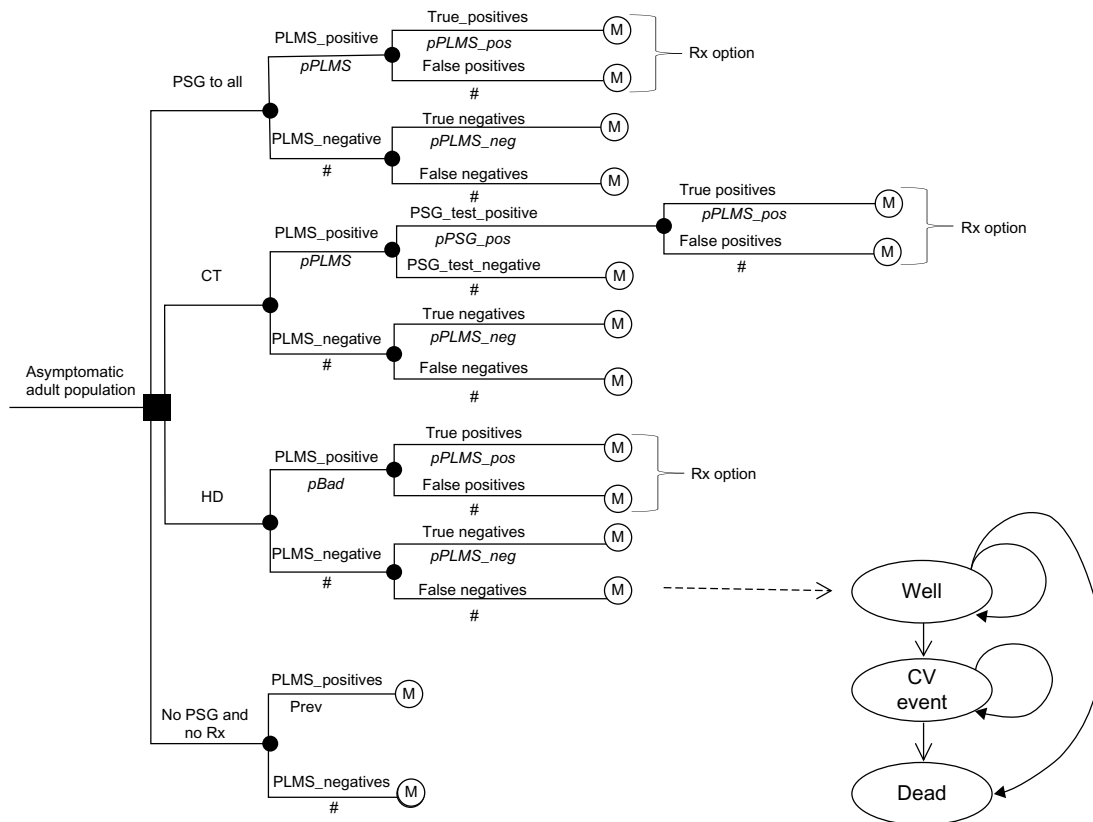 True_positives
M
PLMS_positive
pPLMS_pos
Rx option
pPLMS
False positives
M
PSG to all
#
True negatives
M
PLMS_negative
pPLMS_neg
#
False negatives
M
#
True positives
M
PSG_test_positive
pPLMS_pos
Rx option
PLMS_positive
pPSG_pos
False positives
M
pPLMS
#
PSG_test_negative
M
CT
#
True negatives
M
PLMS_negative
pPLMS_neg
#
False negatives
M
#
Asymptomatic
adult population
True positives
M
PLMS_positive
pPLMS_pos
Rx option
pBad
False positives
M
HD
#
True negatives
M
PLMS_negative
pPLMS_neg
#
False negatives
M
#
Well
CV
event
Dead
PLMS_positives
M
Prev
No PSG and
no Rx
PLMS_negatives
M
#